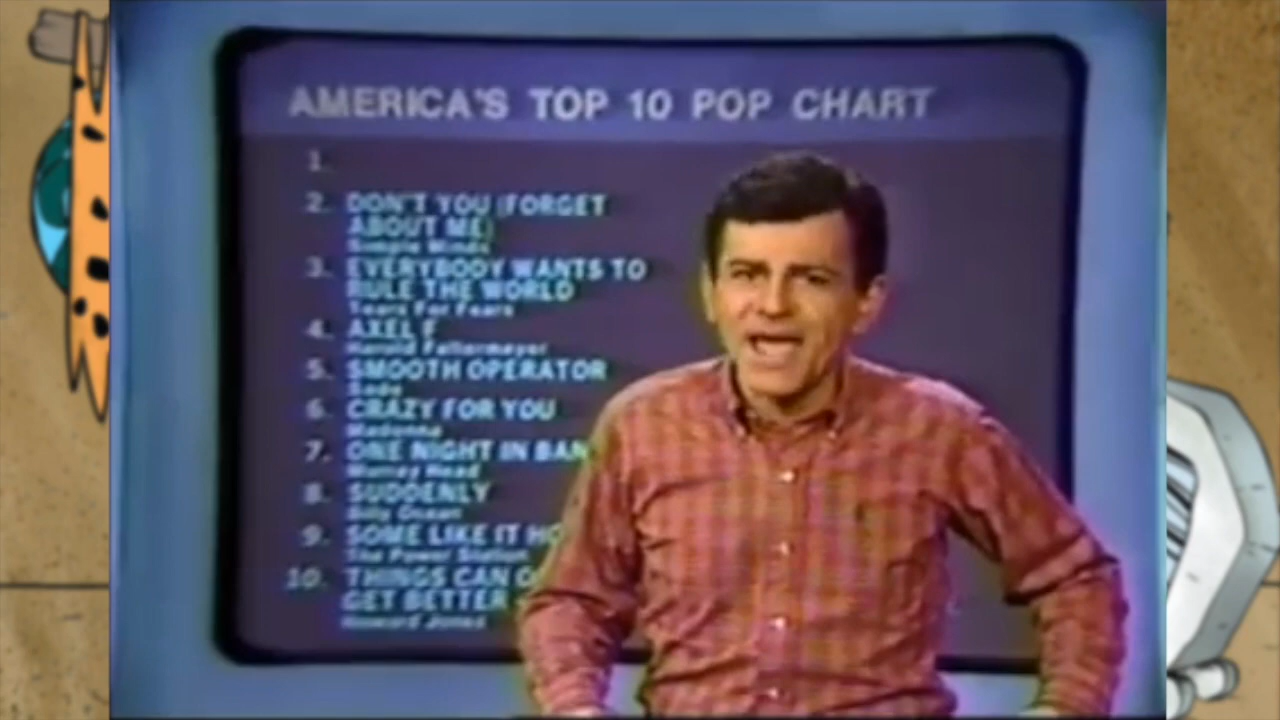 AMERICA'S TOP 10 POP CHART
1.
2. DON'T YOU (FORGET
ABOUT ME)
Simple Minds
3. EVERYBODY WANTS TO
RULE THE WORLD
Tears For Fears
4. AXEL F
Harold Faltermeyer
5. SMOOTH OPERATOR
Sade
6. CRAZY FOR YOU
Madonna
7. ONE NIGHT IN BAN
Murray Head
8. SUDDENLY
Billy Ocean
9. SOME LIKE IT HO
The Power Station
10. THINGS CAN O
GET BETTER
Howard Jones